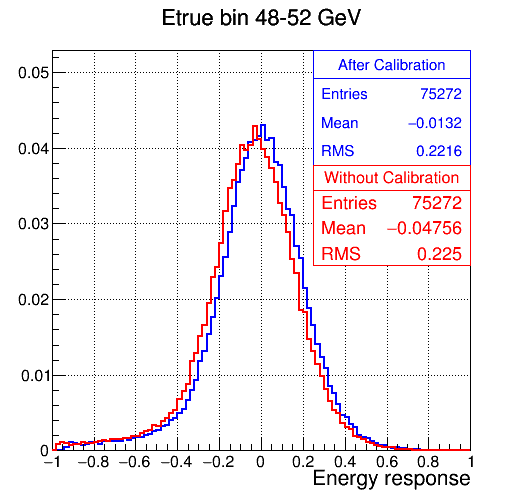 Etrue bin 48-52 GeV
After Calibration
Entries 75272
Mean −0.0132
RMS 0.2216
Without Calibration
Entries 75272
Mean −0.04756
RMS 0.225
0.05
0.04
0.03
0.02
0.01
0
−1 −0.8 −0.6 −0.4 −0.2 0 0.2 0.4 0.6 0.8 1
Energy response